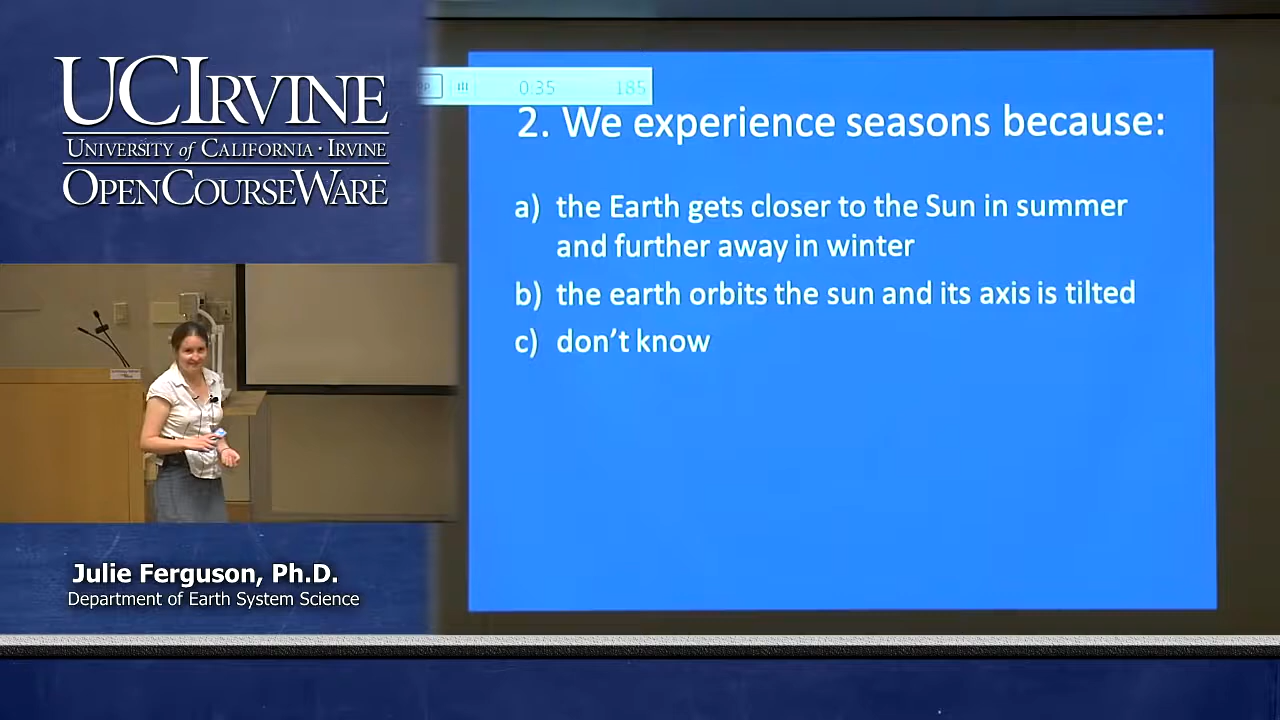 UCIRVINE
UNIVERSITY of CALIFORNIA · IRVINE
OPENCOURSEWARE
0:35 185
2. We experience seasons because:
a) the Earth gets closer to the Sun in summer
and further away in winter
b) the earth orbits the sun and its axis is tilted
c) don't know
Julie Ferguson, Ph.D.
Department of Earth System Science